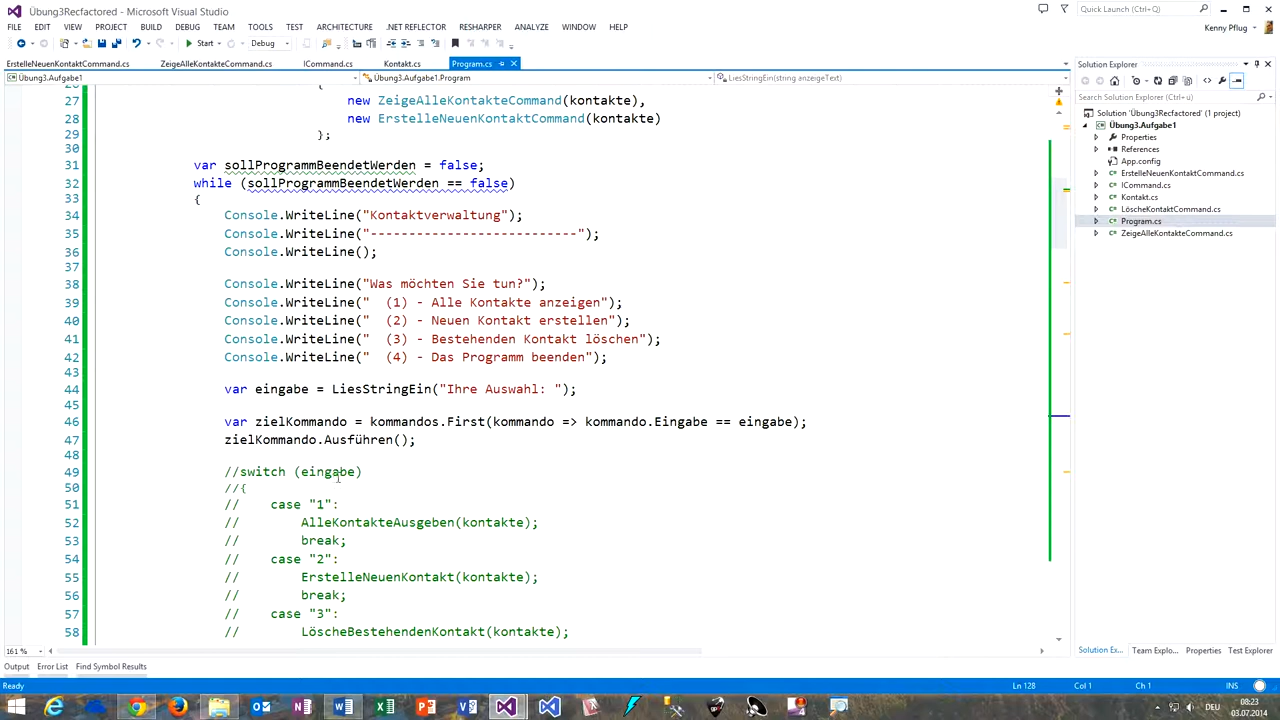 Übung3Recfactored - Microsoft Visual Studio
Quick Launch (Ctrl+Q)
FILE EDIT VIEW PROJECT BUILD DEBUG TEAM TOOLS TEST ARCHITECTURE .NET REFLECTOR RESHARPER ANALYZE WINDOW HELP
Kenny Pflug
Start Debug
ErstelleNeuenKontaktCommand.cs ZeigeAlleKontakteCommand.cs ICommand.cs Kontakt.cs Program.cs
Übung3.Aufgabe1 Übung3.Aufgabe1.Program LiesStringEin(string anzeigeText)
26 {
27 new ZeigeAlleKontakteCommand(kontakte),
28 new ErstelleNeuenKontaktCommand(kontakte)
29 };
30
31 var sollProgrammBeendetWerden = false;
32 while (sollProgrammBeendetWerden == false)
33 {
34 Console.WriteLine("Kontaktverwaltung");
35 Console.WriteLine("---------------------------");
36 Console.WriteLine();
37
38 Console.WriteLine("Was möchten Sie tun?");
39 Console.WriteLine("  (1) - Alle Kontakte anzeigen");
40 Console.WriteLine("  (2) - Neuen Kontakt erstellen");
41 Console.WriteLine("  (3) - Bestehenden Kontakt löschen");
42 Console.WriteLine("  (4) - Das Programm beenden");
43
44 var eingabe = LiesStringEin("Ihre Auswahl: ");
45
46 var zielKommando = kommandos.First(kommando => kommando.Eingabe == eingabe);
47 zielKommando.Ausführen();
48
49 //switch (eingabe)
50 //{
51 //    case "1":
52 //        AlleKontakteAusgeben(kontakte);
53 //        break;
54 //    case "2":
55 //        ErstelleNeuenKontakt(kontakte);
56 //        break;
57 //    case "3":
58 //        LöscheBestehendenKontakt(kontakte);
161 %
Solution Explorer
Search Solution Explorer (Ctrl+ü)
Solution 'Übung3Refactored' (1 project)
Übung3.Aufgabe1
Properties
References
App.config
ErstelleNeuenKontaktCommand.cs
ICommand.cs
Kontakt.cs
LöscheKontaktCommand.cs
Program.cs
ZeigeAlleKontakteCommand.cs
Solution Ex... Team Explo... Properties Test Explorer
Output Error List Find Symbol Results
Ready Ln 128 Col 1 Ch 1 INS
DEU 08:23
03.07.2014